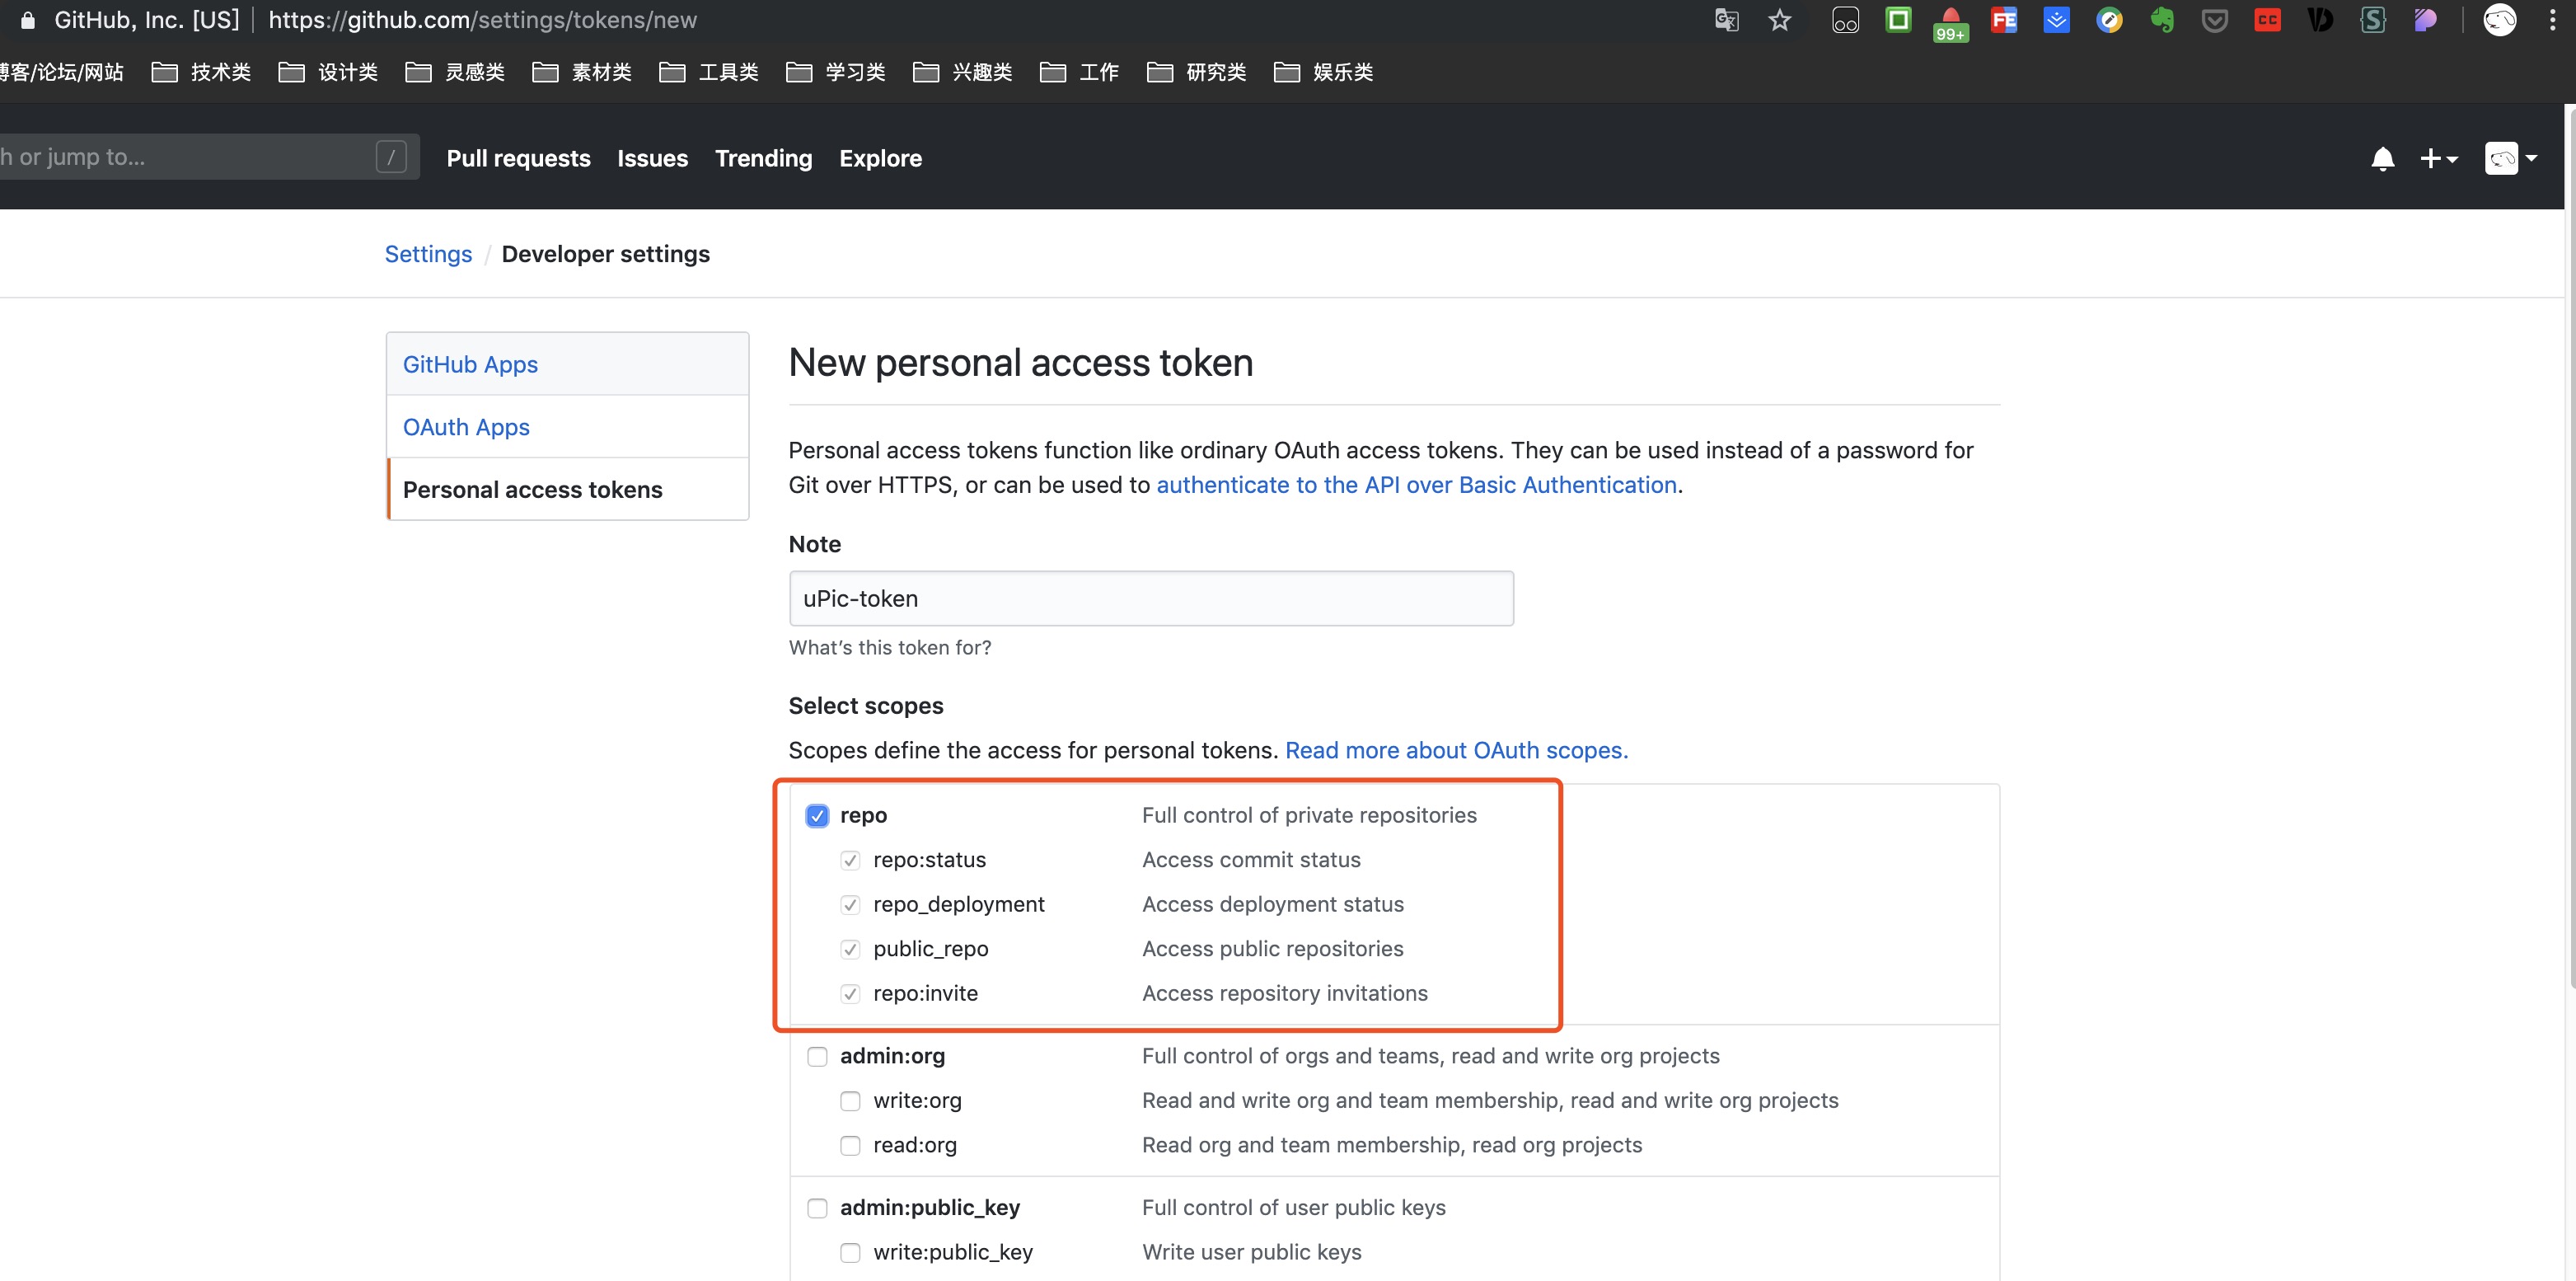 GitHub, Inc. [US] https://github.com/settings/tokens/new
99+
FE
CC
博客/论坛/网站 技术类 设计类 灵感类 素材类 工具类 学习类 兴趣类 工作 研究类 娱乐类
h or jump to... / Pull requests Issues Trending Explore
Settings / Developer settings
GitHub Apps
OAuth Apps
Personal access tokens
New personal access token
Personal access tokens function like ordinary OAuth access tokens. They can be used instead of a password for
Git over HTTPS, or can be used to authenticate to the API over Basic Authentication.
Note
uPic-token
What’s this token for?
Select scopes
Scopes define the access for personal tokens. Read more about OAuth scopes.
repo Full control of private repositories
repo:status Access commit status
repo_deployment Access deployment status
public_repo Access public repositories
repo:invite Access repository invitations
admin:org Full control of orgs and teams, read and write org projects
write:org Read and write org and team membership, read and write org projects
read:org Read org and team membership, read org projects
admin:public_key Full control of user public keys
write:public_key Write user public keys